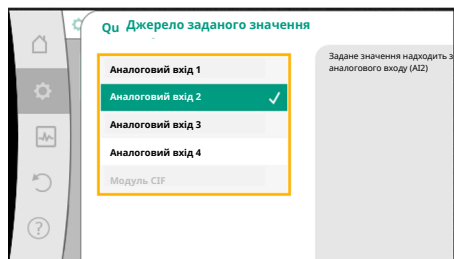 Qu Джерело заданого значення
Аналоговий вхід 1
Аналоговий вхід 2
Аналоговий вхід 3
Аналоговий вхід 4
Модуль CIF
Задане значення надходить з
аналогового входу (AI2)
?